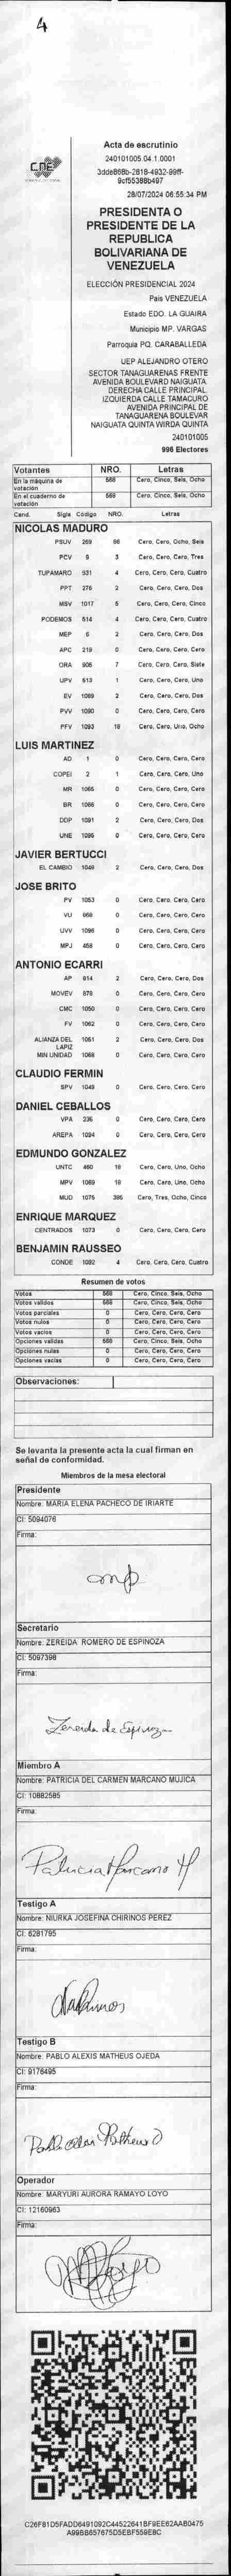 4
CNE
Acta de escrutinio
240101005.04.1.0001
3dde868b-2818-4932-99ff-
9cf55388b497
28/07/2024 06:55:34 PM
PRESIDENTA O
PRESIDENTE DE LA
REPUBLICA
BOLIVARIANA DE
VENEZUELA
ELECCIÓN PRESIDENCIAL 2024
País VENEZUELA
Estado EDO. LA GUAIRA
Municipio MP. VARGAS
Parroquia PQ. CARABALLEDA
UEP ALEJANDRO OTERO
SECTOR TANAGUARENAS FRENTE
AVENIDA BOULEVARD NAIGUATA.
DERECHA CALLE PRINCIPAL.
IZQUIERDA CALLE TAMACURO
AVENIDA PRINCIPAL DE
TANAGUARENA BOULEVAR
NAIGUATA QUINTA WIRDA QUINTA
240101005
996 Electores
Votantes NRO. Letras
En la máquina de votación 568 Cero, Cinco, Seis, Ocho
En el cuaderno de votación 568 Cero, Cinco, Seis, Ocho
Cand. Sigla Código NRO. Letras
NICOLAS MADURO
PSUV 269 86 Cero, Cero, Ocho, Seis
PCV 5 3 Cero, Cero, Cero, Tres
TUPAMARO 931 4 Cero, Cero, Cero, Cuatro
PPT 276 2 Cero, Cero, Cero, Dos
MSV 1017 5 Cero, Cero, Cero, Cinco
PODEMOS 514 4 Cero, Cero, Cero, Cuatro
MEP 6 2 Cero, Cero, Cero, Dos
APC 219 0 Cero, Cero, Cero, Cero
ORA 906 7 Cero, Cero, Cero, Siete
UPV 613 1 Cero, Cero, Cero, Uno
EV 1089 2 Cero, Cero, Cero, Dos
PVV 1090 0 Cero, Cero, Cero, Cero
PFV 1093 18 Cero, Cero, Uno, Ocho
LUIS MARTINEZ
AD 1 0 Cero, Cero, Cero, Cero
COPEI 2 1 Cero, Cero, Cero, Uno
MR 1065 0 Cero, Cero, Cero, Cero
BR 1066 0 Cero, Cero, Cero, Cero
DDP 1091 2 Cero, Cero, Cero, Dos
UNE 1095 0 Cero, Cero, Cero, Cero
JAVIER BERTUCCI
EL CAMBIO 1048 2 Cero, Cero, Cero, Dos
JOSE BRITO
PV 1053 0 Cero, Cero, Cero, Cero
VU 958 0 Cero, Cero, Cero, Cero
UVV 1096 0 Cero, Cero, Cero, Cero
MPJ 458 0 Cero, Cero, Cero, Cero
ANTONIO ECARRI
AP 914 2 Cero, Cero, Cero, Dos
MOVEV 979 0 Cero, Cero, Cero, Cero
CMC 1050 0 Cero, Cero, Cero, Cero
FV 1062 0 Cero, Cero, Cero, Cero
ALIANZA DEL LAPIZ 1061 2 Cero, Cero, Cero, Dos
MIN UNIDAD 1068 0 Cero, Cero, Cero, Cero
CLAUDIO FERMIN
SPV 1049 0 Cero, Cero, Cero, Cero
DANIEL CEBALLOS
VPA 236 0 Cero, Cero, Cero, Cero
AREPA 1094 0 Cero, Cero, Cero, Cero
EDMUNDO GONZALEZ
UNTC 460 18 Cero, Cero, Uno, Ocho
MPV 1069 18 Cero, Cero, Uno, Ocho
MUD 1075 385 Cero, Tres, Ocho, Cinco
ENRIQUE MARQUEZ
CENTRADOS 1073 0 Cero, Cero, Cero, Cero
BENJAMIN RAUSSEO
CONDE 1092 4 Cero, Cero, Cero, Cuatro
Resumen de votos
Votos 568 Cero, Cinco, Seis, Ocho
Votos válidos 568 Cero, Cinco, Seis, Ocho
Votos parciales 0 Cero, Cero, Cero, Cero
Votos nulos 0 Cero, Cero, Cero, Cero
Votos vacíos 0 Cero, Cero, Cero, Cero
Opciones válidas 568 Cero, Cinco, Seis, Ocho
Opciones nulas 0 Cero, Cero, Cero, Cero
Opciones vacías 0 Cero, Cero, Cero, Cero
Observaciones:
Se levanta la presente acta la cual firman en
señal de conformidad.
Miembros de la mesa electoral
Presidente
Nombre: MARIA ELENA PACHECO DE IRIARTE
CI: 5094076
Firma:
Secretario
Nombre: ZEREIDA ROMERO DE ESPINOZA
CI: 5097398
Firma:
Zereida de Espinoza
Miembro A
Nombre: PATRICIA DEL CARMEN MARCANO MUJICA
CI: 10882585
Firma:
Patricia Marcano M
Testigo A
Nombre: NIURKA JOSEFINA CHIRINOS PEREZ
CI: 6281795
Firma:
Testigo B
Nombre: PABLO ALEXIS MATHEUS OJEDA
CI: 9176495
Firma:
Operador
Nombre: MARYURI AURORA RAMAYO LOYO
CI: 12160963
Firma:
C26F81D5FADD6491092C44522641BF9EE62AAB0475
A99BB657675D5EBF559E8C